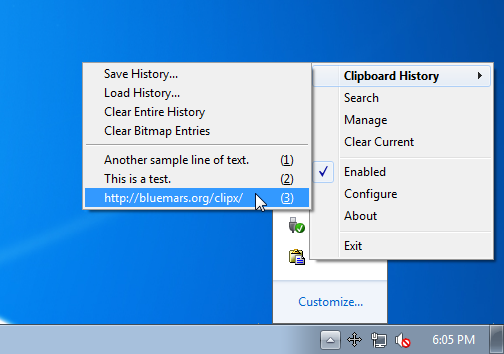 Save History...
Load History...
Clear Entire History
Clear Bitmap Entries
Another sample line of text. (1)
This is a test. (2)
http://bluemars.org/clipx/ (3)
Clipboard History
Search
Manage
Clear Current
Enabled
Configure
About
Exit
Customize...
6:05 PM